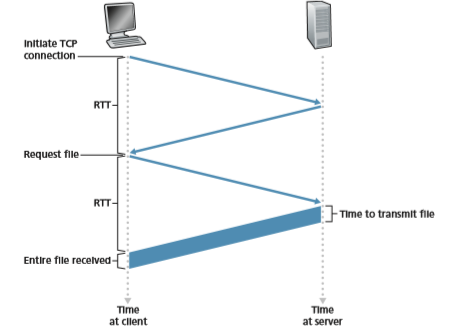 Initiate TCP
connection
RTT
Request file
RTT
Time to transmit file
Entire file received
Time
at client
Time
at server